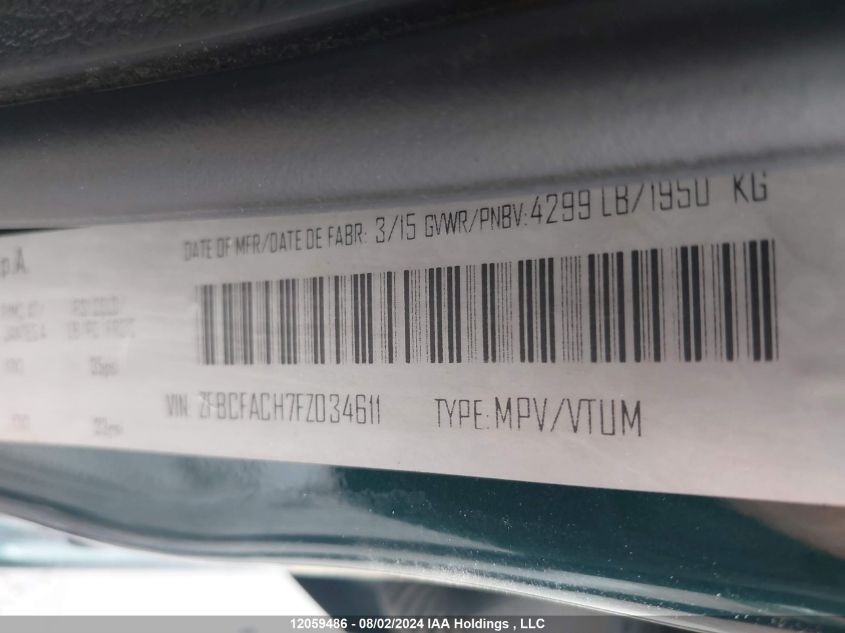 DATE OF MFR/DATE DE FABR: 3/15 GVWR/PNBV: 4299 LB/1950 KG
p.A.
35psi
VIN: ZFBCFACH7FZ034611 TYPE: MPV/VTUM
12059486 - 08/02/2024 IAA Holdings , LLC